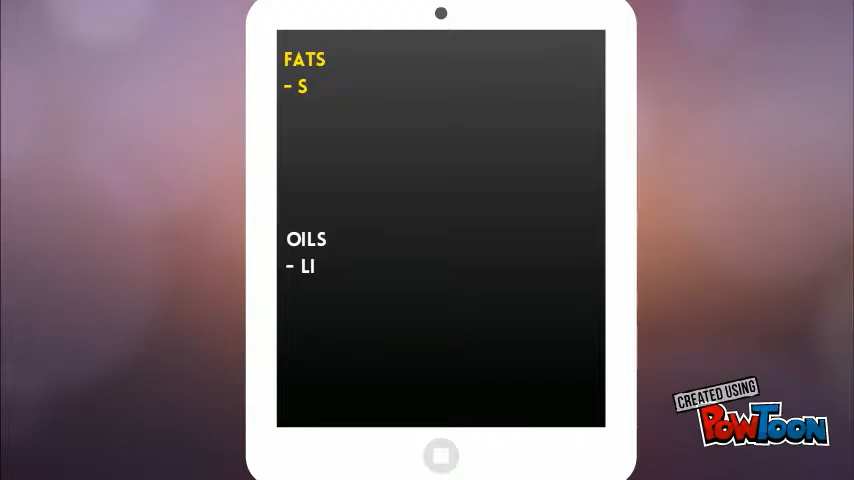 FATS
- S
OILS
- LI
CREATED USING
POWTOON